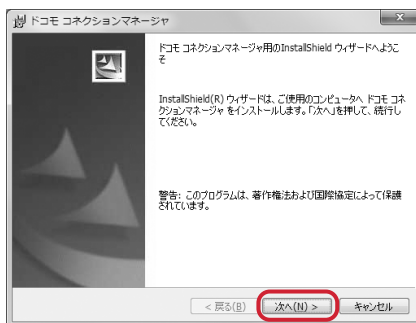 ドコモ コネクションマネージャ
x
ドコモ コネクションマネージャ用のInstallShield ウィザードへようこ
そ
InstallShield(R) ウィザードは、ご使用のコンピュータへ ドコモ コネ
クションマネージャ をインストールします。「次へ」を押して、続行し
てください。
警告: このプログラムは、著作権法および国際協定によって保護
されています。
< 戻る(B)
次へ(N) >
キャンセル